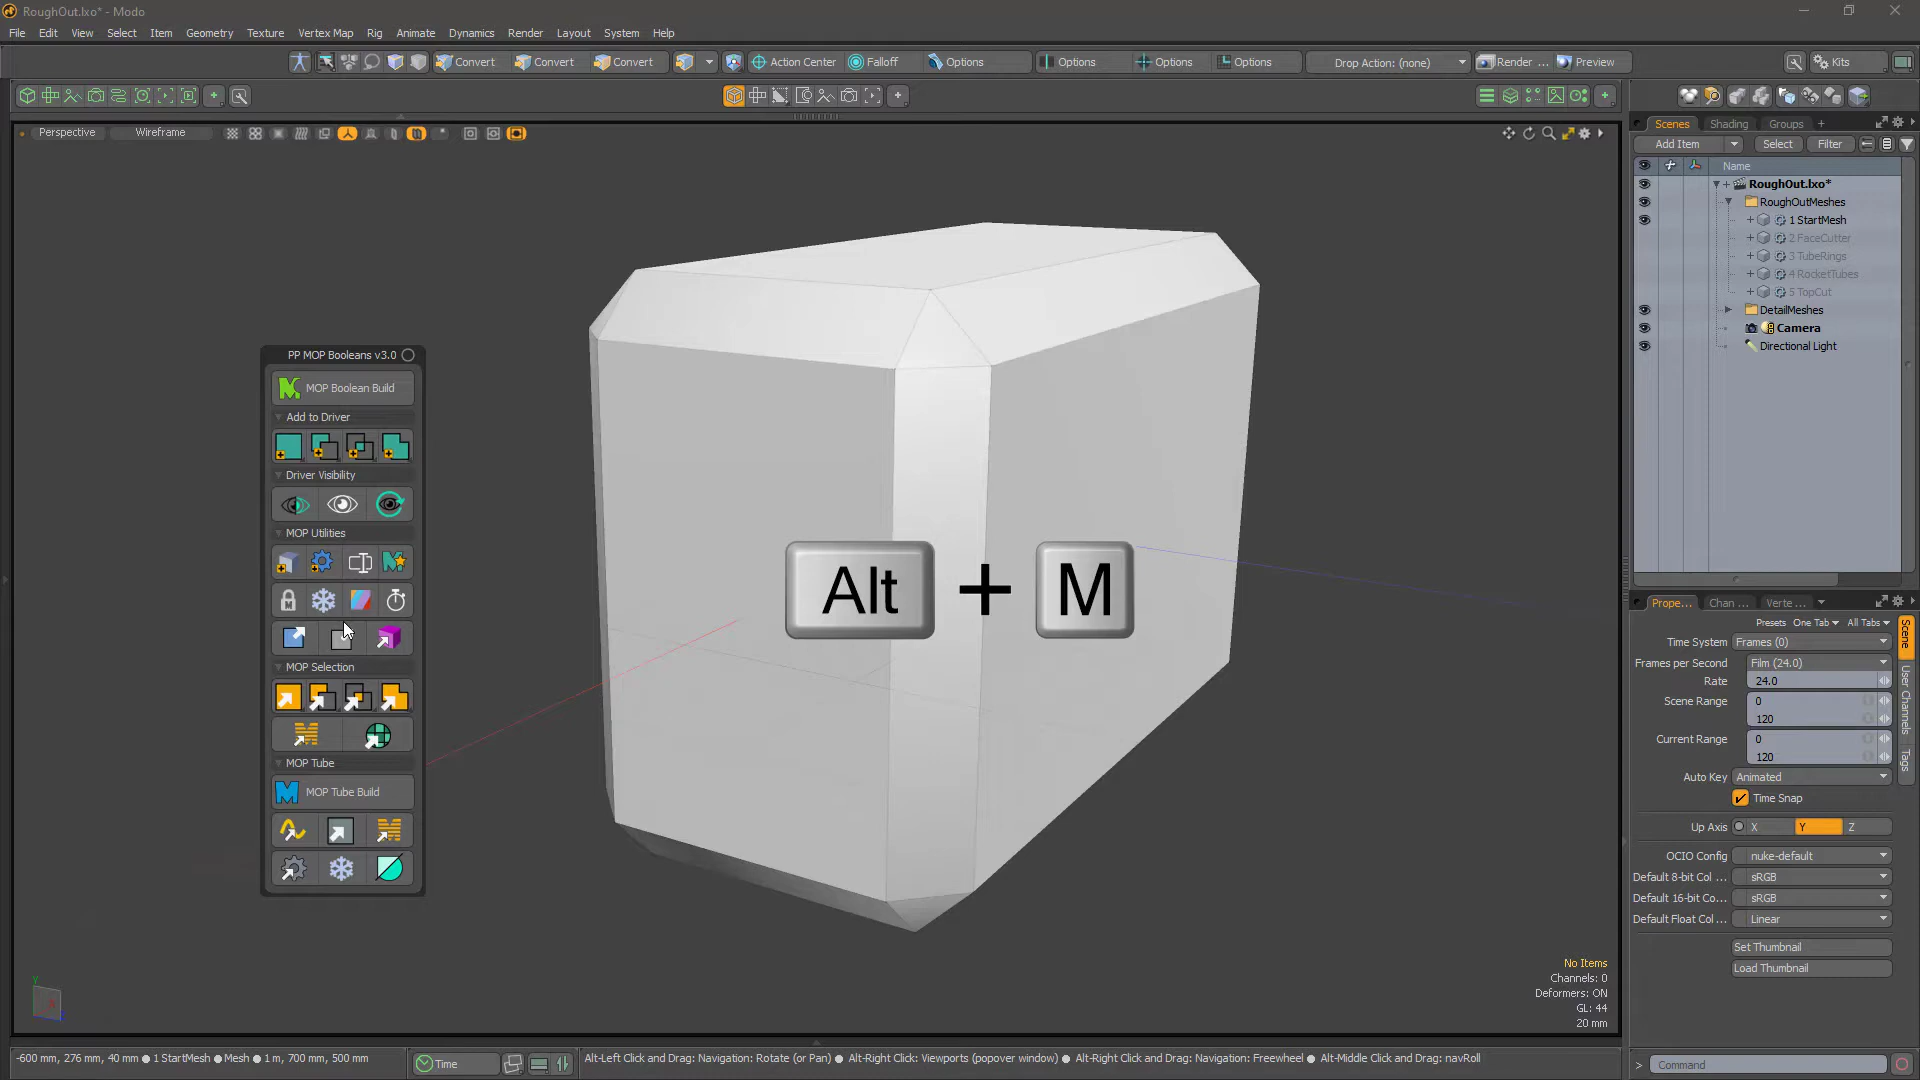 RoughOut.lxo* - Modo
File Edit View Select Item Geometry Texture Vertex Map Rig Animate Dynamics Render Layout System Help
Convert Convert Convert Action Center Falloff Options Options Options Options Drop Action: (none) Render ... Preview Kits
Perspective Wireframe
Scenes Shading Groups +
Add Item Select Filter
Name
RoughOut.lxo*
RoughOutMeshes
1 StartMesh
2 FaceCutter
3 TubeRings
4 RocketTubes
5 TopCut
DetailMeshes
Camera
Directional Light
PP MOP Booleans v3.0
MOP Boolean Build
Add to Driver
Driver Visibility
MOP Utilities
MOP Selection
MOP Tube
MOP Tube Build
Alt + M
Prope... Chan ... Verte ...
Presets One Tab All Tabs
Time System Frames (0)
Frames per Second Film (24.0)
Rate 24.0
Scene Range 0
120
Current Range 0
120
Auto Key Animated
Time Snap
Up Axis X Y Z
OCIO Config nuke-default
Default 8-bit Col ... sRGB
Default 16-bit Co... sRGB
Default Float Col ... Linear
Set Thumbnail
Load Thumbnail
Scene
User Channels
Tags
No Items
Channels: 0
Deformers: ON
GL: 44
20 mm
-600 mm, 276 mm, 40 mm 1 StartMesh Mesh 1 m, 700 mm, 500 mm
Time
Alt-Left Click and Drag: Navigation: Rotate (or Pan) Alt-Right Click: Viewports (popover window) Alt-Right Click and Drag: Navigation: Freewheel Alt-Middle Click and Drag: navRoll
> Command